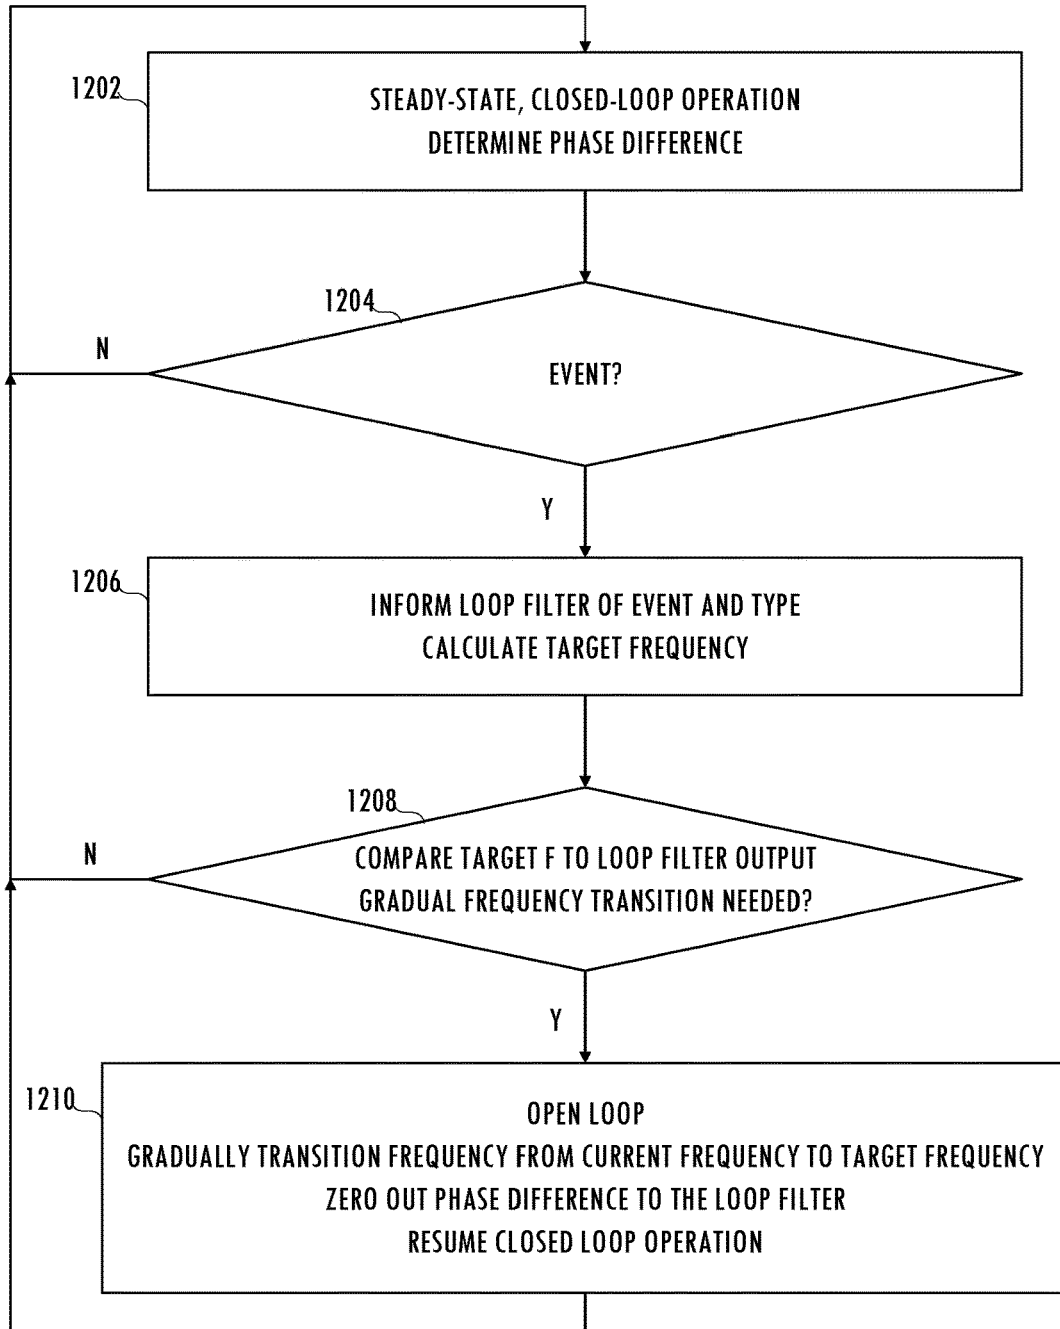 1202
STEADY-STATE, CLOSED-LOOP OPERATION
DETERMINE PHASE DIFFERENCE
1204
N
EVENT?
Y
1206
INFORM LOOP FILTER OF EVENT AND TYPE
CALCULATE TARGET FREQUENCY
1208
N
COMPARE TARGET F TO LOOP FILTER OUTPUT
GRADUAL FREQUENCY TRANSITION NEEDED?
Y
1210
OPEN LOOP
GRADUALLY TRANSITION FREQUENCY FROM CURRENT FREQUENCY TO TARGET FREQUENCY
ZERO OUT PHASE DIFFERENCE TO THE LOOP FILTER
RESUME CLOSED LOOP OPERATION